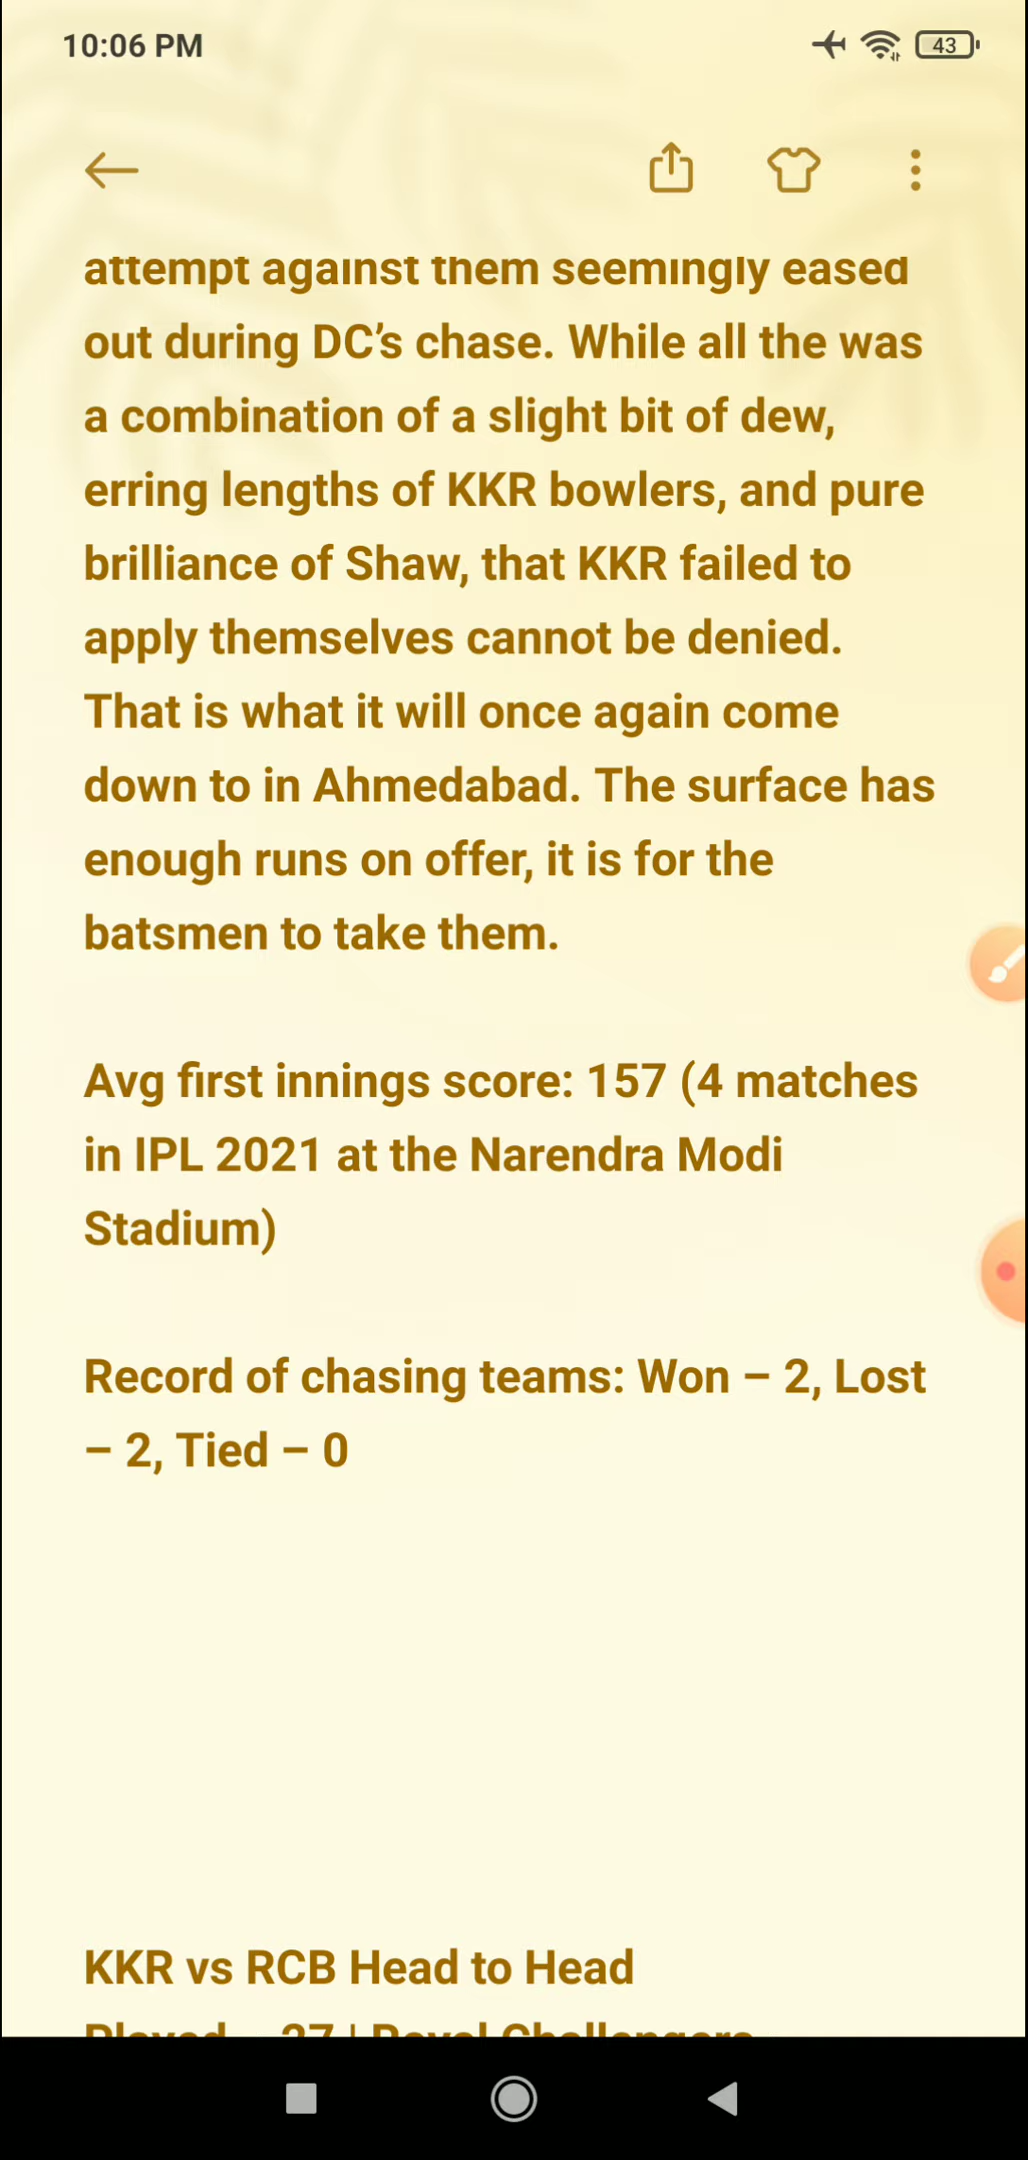 10:06 PM
43
attempt against them seemingly eased
out during DC’s chase. While all the was
a combination of a slight bit of dew,
erring lengths of KKR bowlers, and pure
brilliance of Shaw, that KKR failed to
apply themselves cannot be denied.
That is what it will once again come
down to in Ahmedabad. The surface has
enough runs on offer, it is for the
batsmen to take them.
Avg first innings score: 157 (4 matches
in IPL 2021 at the Narendra Modi
Stadium)
Record of chasing teams: Won – 2, Lost
– 2, Tied – 0
KKR vs RCB Head to Head
Played – 27 | Royal Challengers